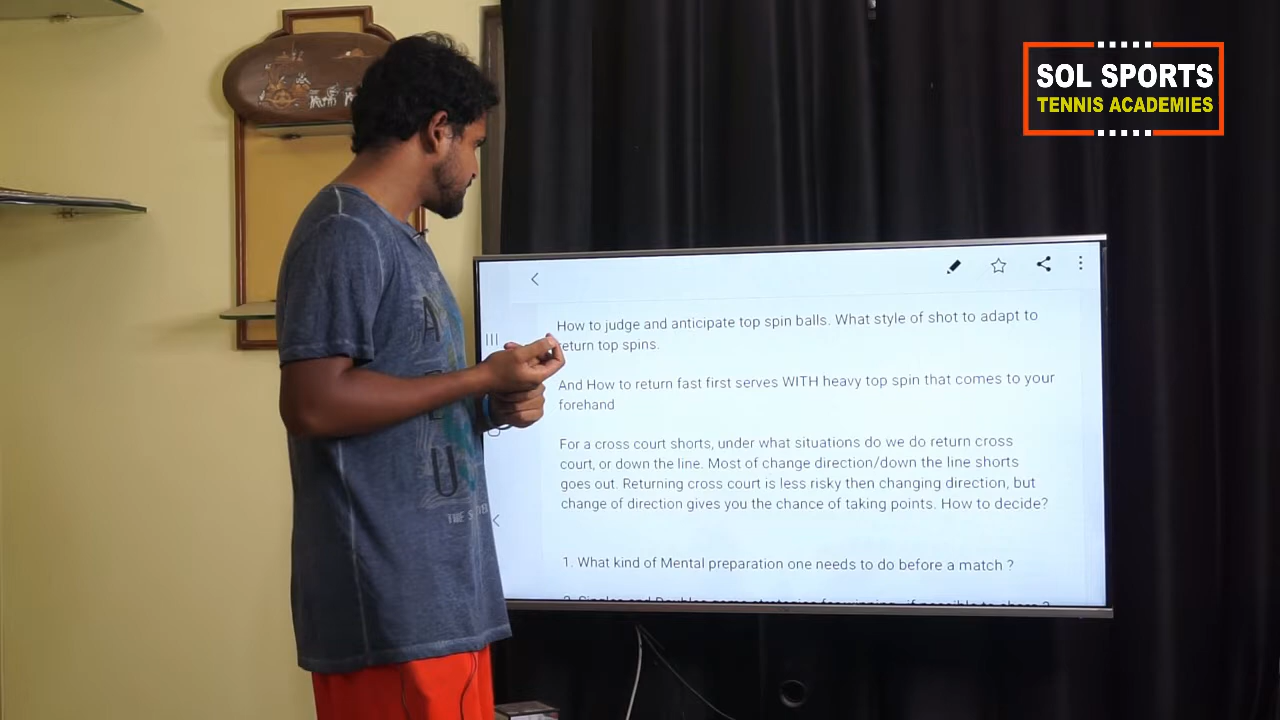 SOL SPORTS
TENNIS ACADEMIES
How to judge and anticipate top spin balls. What style of shot to adapt to
return top spins.
And How to return fast first serves WITH heavy top spin that comes to your
forehand
For a cross court shorts, under what situations do we do return cross
court, or down the line. Most of change direction/down the line shorts
goes out. Returning cross court is less risky then changing direction, but
change of direction gives you the chance of taking points. How to decide?
1. What kind of Mental preparation one needs to do before a match ?
A
U